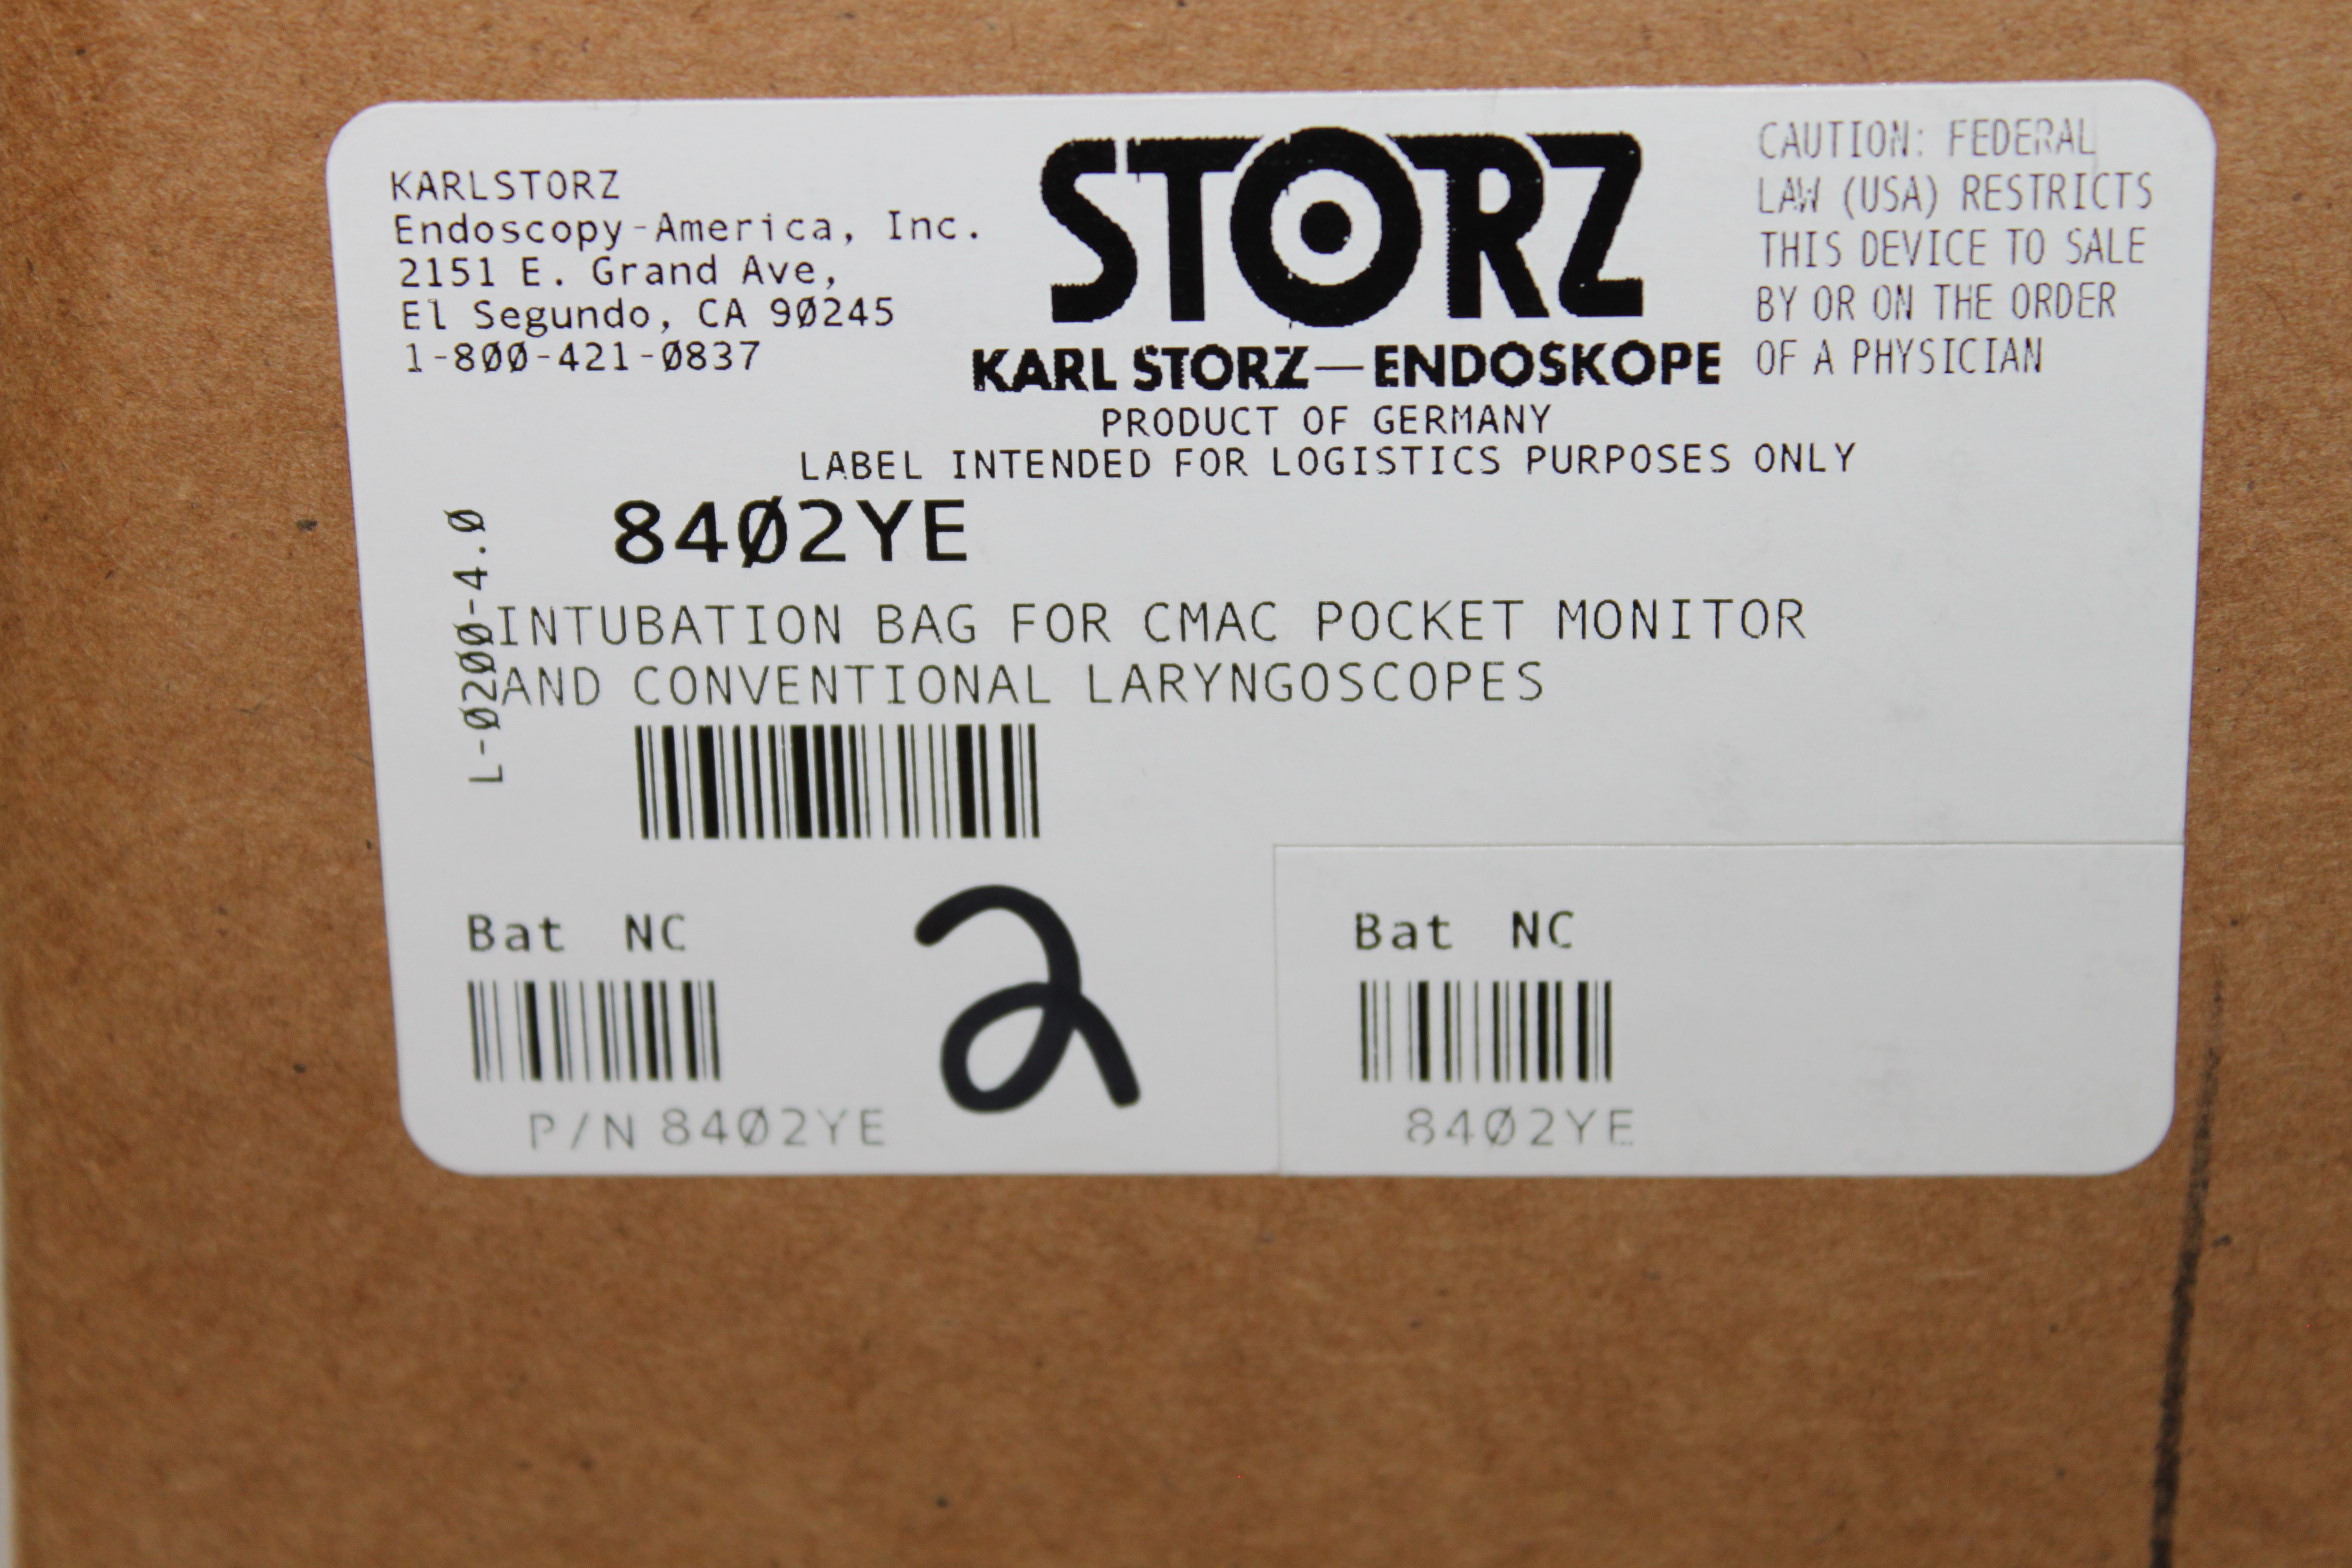 KARLSTORZ
Endoscopy-America, Inc.
2151 E. Grand Ave,
El Segundo, CA 90245
1-800-421-0837
STORZ
KARL STORZ—ENDOSKOPE
CAUTION: FEDERAL
LAW (USA) RESTRICTS
THIS DEVICE TO SALE
BY OR ON THE ORDER
OF A PHYSICIAN
PRODUCT OF GERMANY
LABEL INTENDED FOR LOGISTICS PURPOSES ONLY
L-0200-4.0
8402YE
INTUBATION BAG FOR CMAC POCKET MONITOR
AND CONVENTIONAL LARYNGOSCOPES
Bat NC
2
P/N 8402YE
Bat NC
8402YE